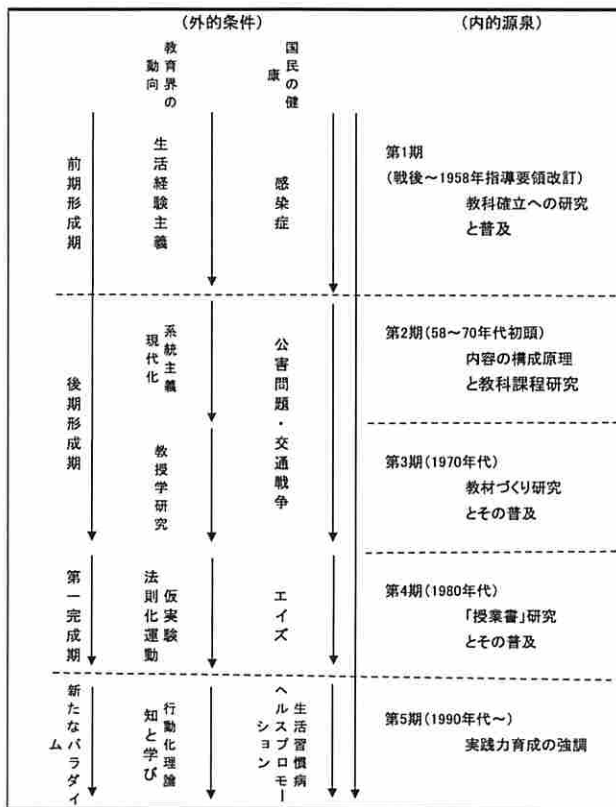 (外的条件)
(内的源泉)
教育界の
動向
国民の健
康
前期形成期
生活経験主義
感染症
第1期
(戦後～1958年指導要領改訂)
教科確立への研究
と普及
後期形成期
系統主義
現代化
教授学研究
公害問題・交通戦争
第2期(58～70年代初頭)
内容の構成原理
と教科課程研究
第3期(1970年代)
教材づくり研究
とその普及
第一完成期
仮実験
法則化運動
エイズ
第4期(1980年代)
「授業書」研究
とその普及
新たなパラダイ
ム
行動化理論
知と学び
生活習慣病
ヘルスプロモー
ション
第5期(1990年代～)
実践力育成の強調